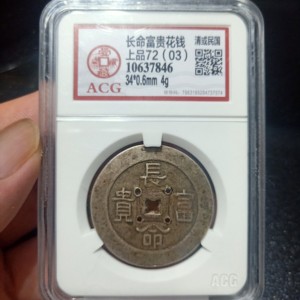 长命富贵花钱
清或民国
上品72(03)
10637846
34*0.6mm 4g
ACG
長
富
貴
命
ACG